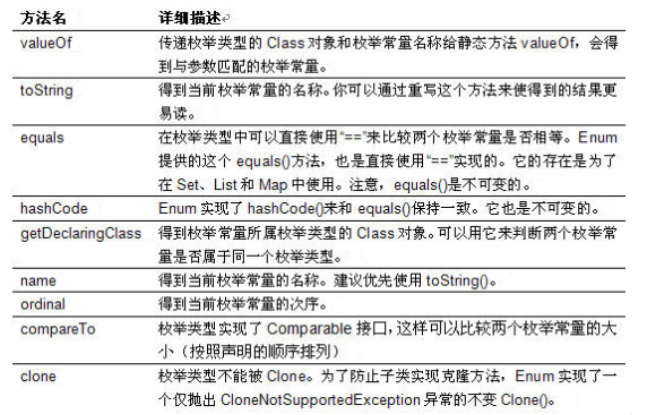 方法名 详细描述
valueOf 传递枚举类型的 Class 对象和枚举常量名称给静态方法 valueOf，会得
到与参数匹配的枚举常量。
toString 得到当前枚举常量的名称。你可以通过重写这个方法来使得到的结果更
易读。
equals 在枚举类型中可以直接使用“==”来比较两个枚举常量是否相等。Enum
提供的这个 equals()方法，也是直接使用“==”实现的。它的存在是为了
在 Set、List 和 Map 中使用。注意，equals()是不可变的。
hashCode Enum 实现了 hashCode()来和 equals()保持一致。它也是不可变的。
getDeclaringClass 得到枚举常量所属枚举类型的 Class 对象。可以用它来判断两个枚举常
量是否属于同一个枚举类型。
name 得到当前枚举常量的名称。建议优先使用 toString()。
ordinal 得到当前枚举常量的次序。
compareTo 枚举类型实现了 Comparable 接口，这样可以比较两个枚举常量的大
小（按照声明的顺序排列）
clone 枚举类型不能被 Clone。为了防止子类实现克隆方法，Enum 实现了一
个仅抛出 CloneNotSupportedException 异常的不变 Clone()。